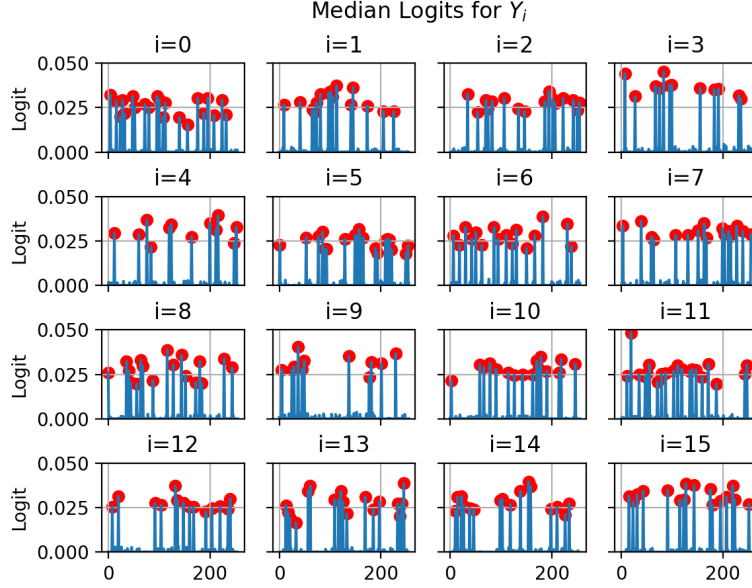 Median Logits for Y_i
i=0 i=1 i=2 i=3
0.050
Logit
0.025
0.000
i=4 i=5 i=6 i=7
0.050
Logit
0.025
0.000
i=8 i=9 i=10 i=11
0.050
Logit
0.025
0.000
i=12 i=13 i=14 i=15
0.050
Logit
0.025
0.000
0 200 0 200 0 200 0 200